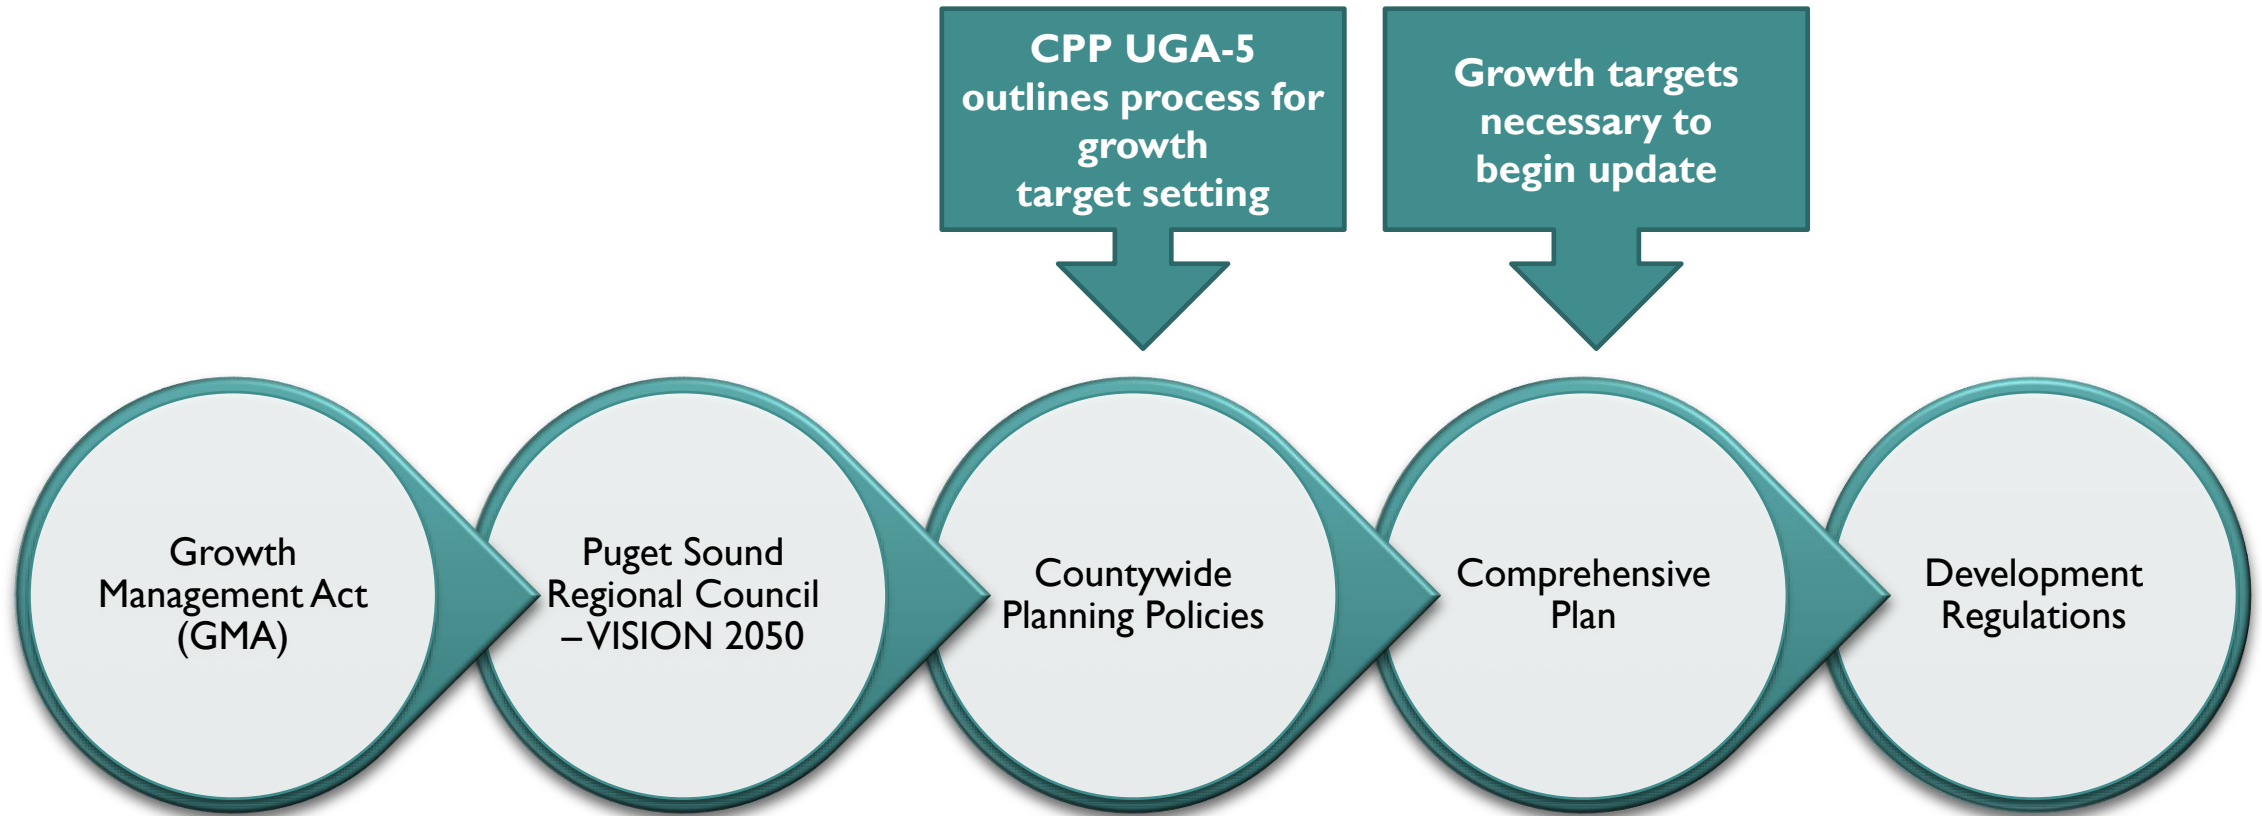 CPP UGA-5
outlines process for
growth
target setting
Growth targets
necessary to
begin update
Growth
Management Act
(GMA)
Puget Sound
Regional Council
– VISION 2050
Countywide
Planning Policies
Comprehensive
Plan
Development
Regulations